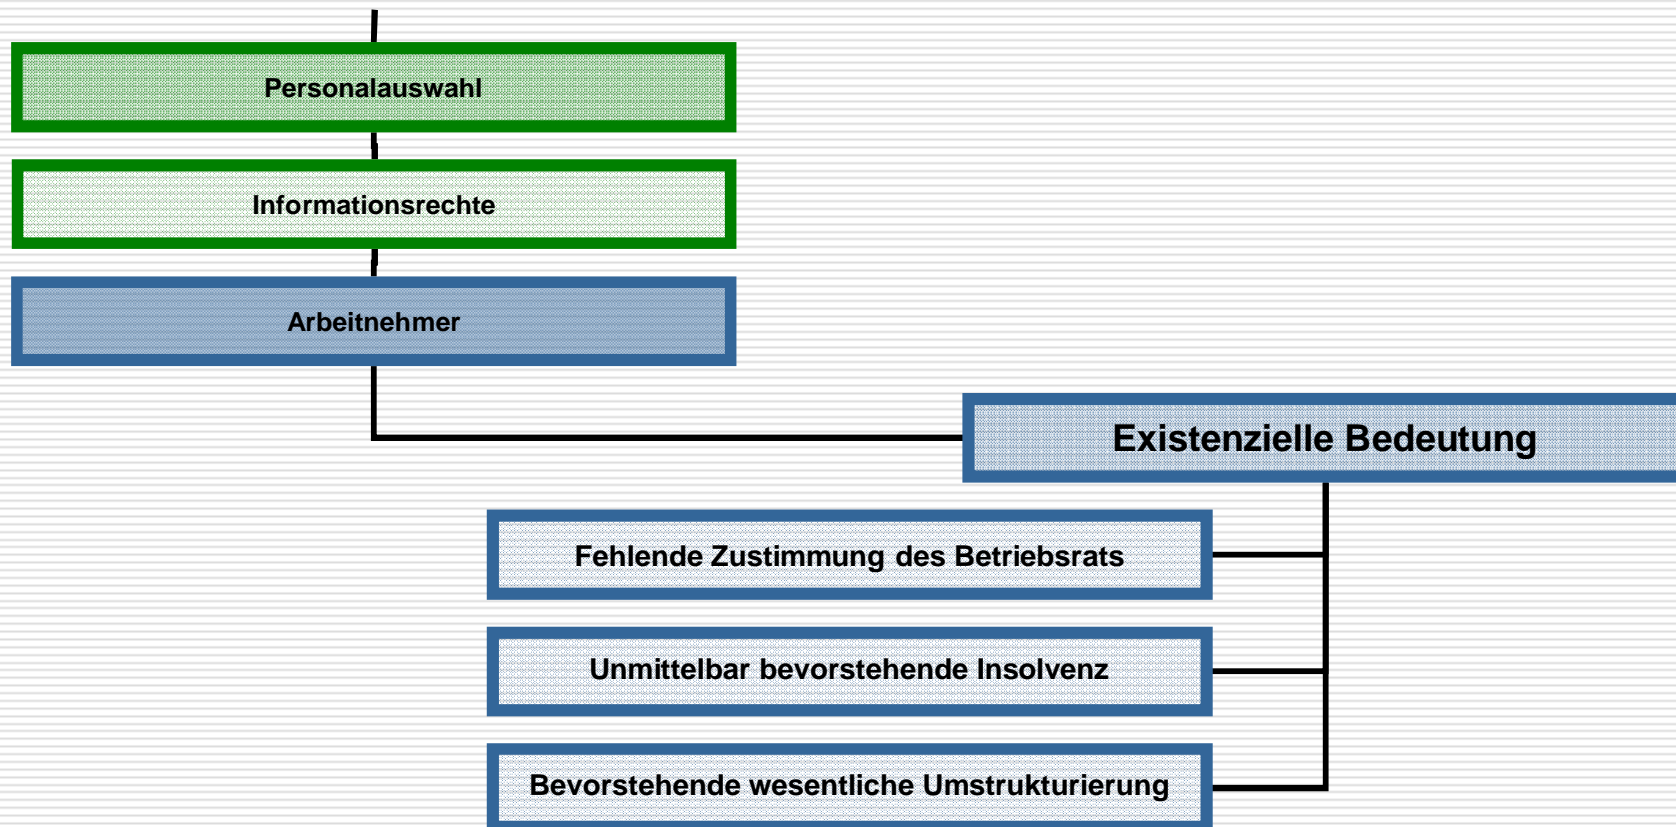 Personalauswahl
Informationsrechte
Arbeitnehmer
Existenzielle Bedeutung
Fehlende Zustimmung des Betriebsrats
Unmittelbar bevorstehende Insolvenz
Bevorstehende wesentliche Umstrukturierung